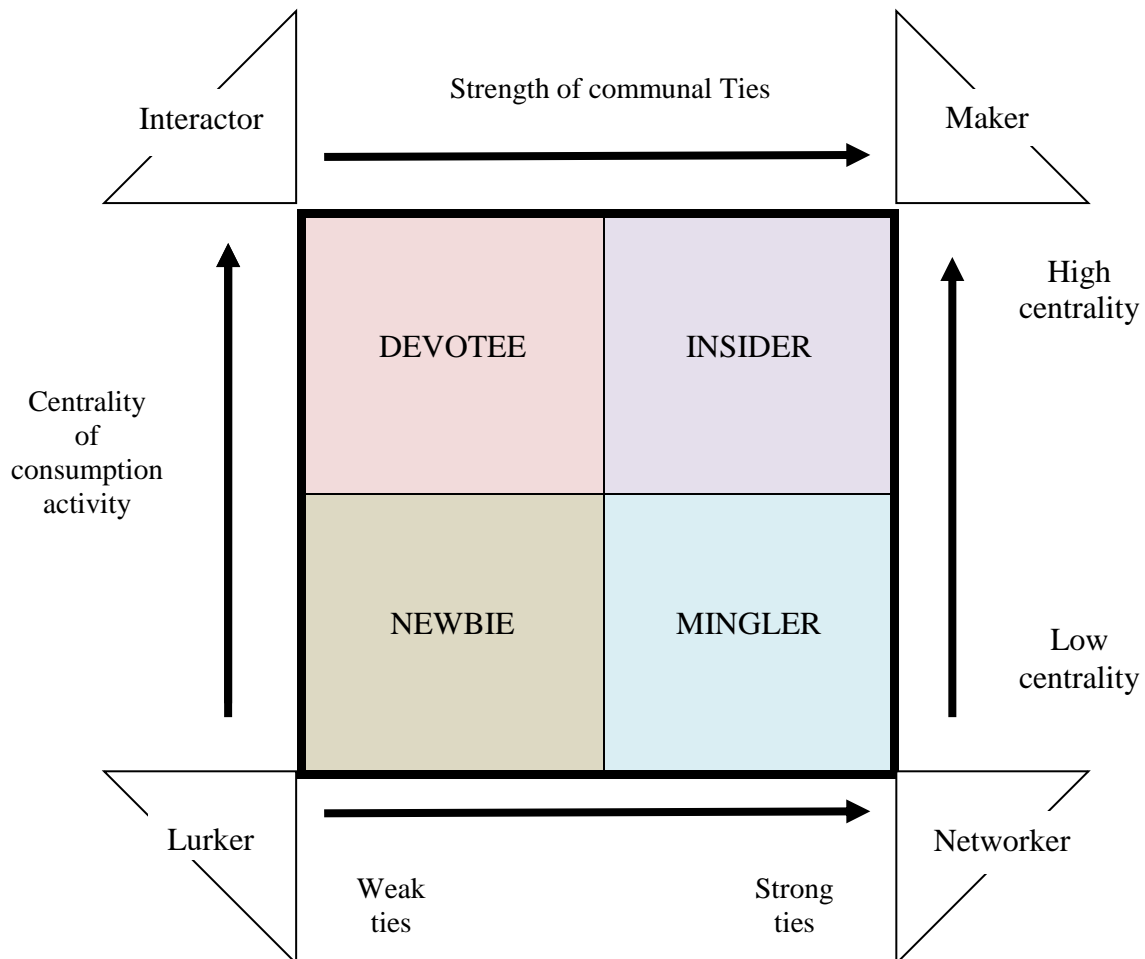 Strength of communal Ties
Interactor
Maker
High
centrality
DEVOTEE
INSIDER
Centrality
of
consumption
activity
NEWBIE
MINGLER
Low
centrality
Lurker
Networker
Weak
ties
Strong
ties